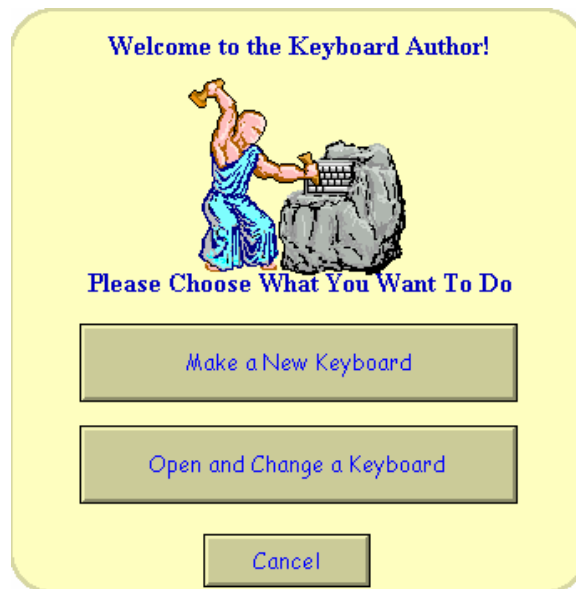 Welcome to the Keyboard Author!
Please Choose What You Want To Do
Make a New Keyboard
Open and Change a Keyboard
Cancel